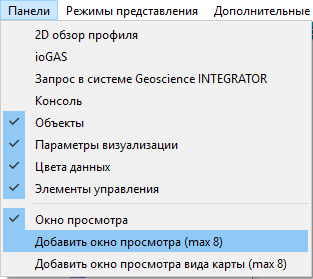 Панели Режимы представления Дополнительные
2D обзор профиля
ioGAS
Запрос в системе Geoscience INTEGRATOR
Консоль
Объекты
Параметры визуализации
Цвета данных
Элементы управления
Окно просмотра
Добавить окно просмотра (max 8)
Добавить окно просмотра вида карты (max 8)